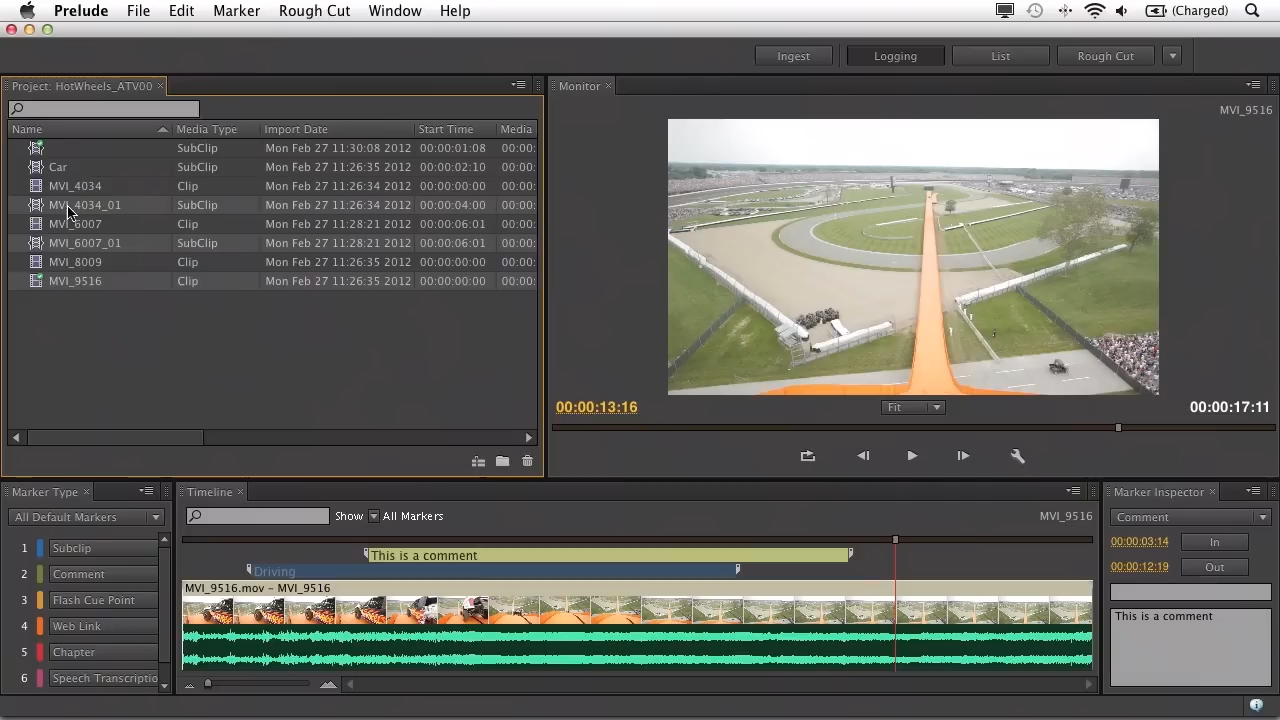 Prelude File Edit Marker Rough Cut Window Help (Charged)
Ingest Logging List Rough Cut
Project: HotWheels_ATV00 ×
Monitor ×
MVI_9516
Name Media Type Import Date Start Time Media
SubClip Mon Feb 27 11:30:08 2012 00:00:01:08 00:00:
Car SubClip Mon Feb 27 11:26:35 2012 00:00:02:10 00:00:
MVI_4034 Clip Mon Feb 27 11:26:34 2012 00:00:00:00 00:00:
MVI_4034_01 SubClip Mon Feb 27 11:26:34 2012 00:00:04:00 00:00:
MVI_6007 Clip Mon Feb 27 11:28:21 2012 00:00:06:01 00:00:
MVI_6007_01 SubClip Mon Feb 27 11:28:21 2012 00:00:06:01 00:00:
MVI_8009 Clip Mon Feb 27 11:26:35 2012 00:00:00:00 00:00:
MVI_9516 Clip Mon Feb 27 11:26:35 2012 00:00:00:00 00:00:
00:00:13:16 Fit 00:00:17:11
Marker Type ×
All Default Markers
1 Subclip
2 Comment
3 Flash Cue Point
4 Web Link
5 Chapter
6 Speech Transcriptio
Timeline ×
Show All Markers MVI_9516
This is a comment
Driving
MVI_9516.mov - MVI_9516
Marker Inspector ×
Comment
00:00:03:14 In
00:00:12:19 Out
This is a comment